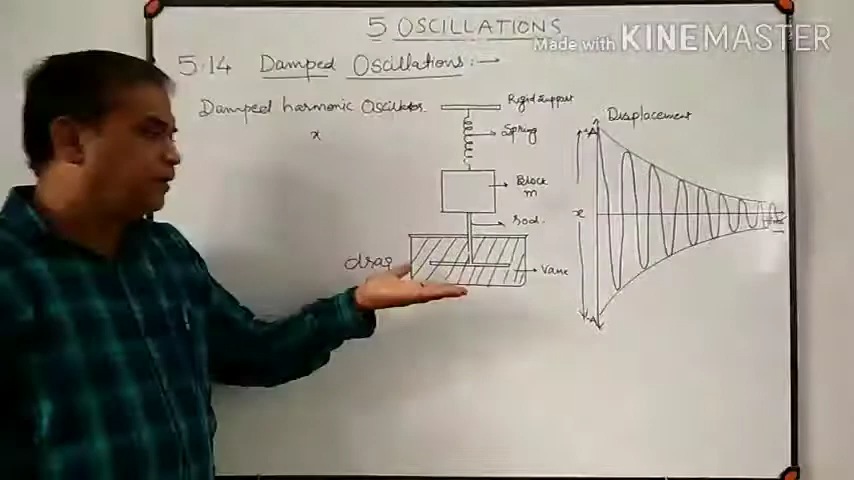 5 OSCILLATIONS
Made with KINEMASTER
5.14 Damped Oscillations :→
Damped harmonic Oscillator.
x
Rigid Support
Spring
Block
m
rod.
drag
Vane
Displacement
+A
x
-A